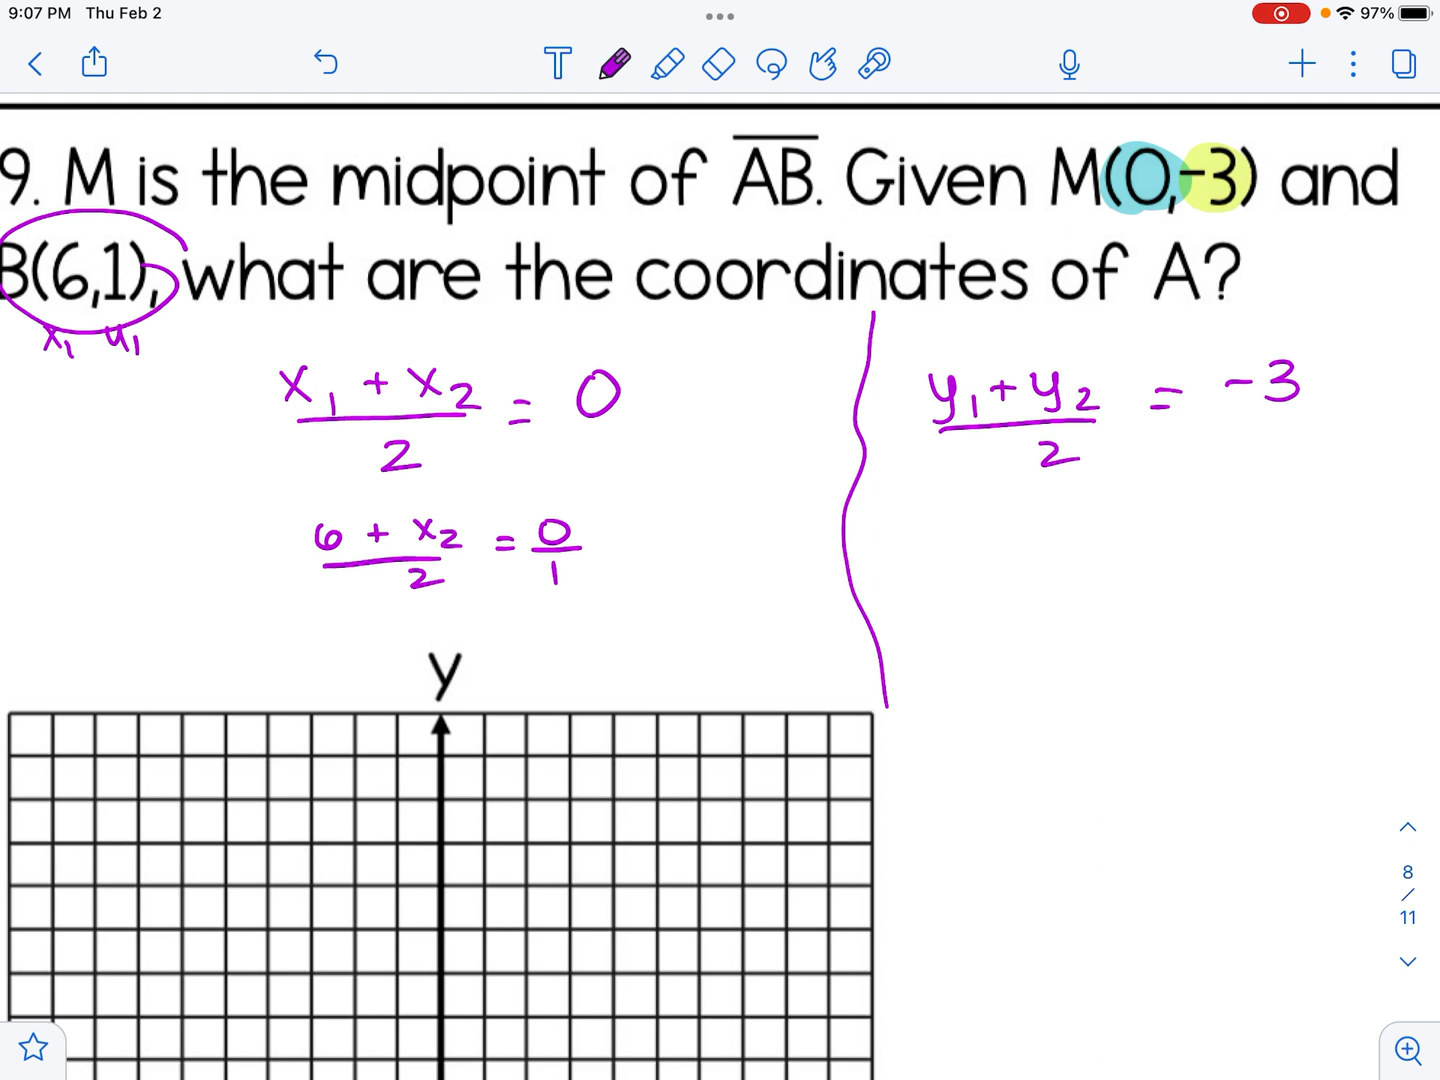 9:07 PM Thu Feb 2
97%
9. M is the midpoint of AB. Given M(0,-3) and
B(6,1), what are the coordinates of A?
x₁ y₁
x₁ + x₂ / 2 = 0
y₁ + y₂ / 2 = -3
6 + x₂ / 2 = 0 / 1
y
8
/
11